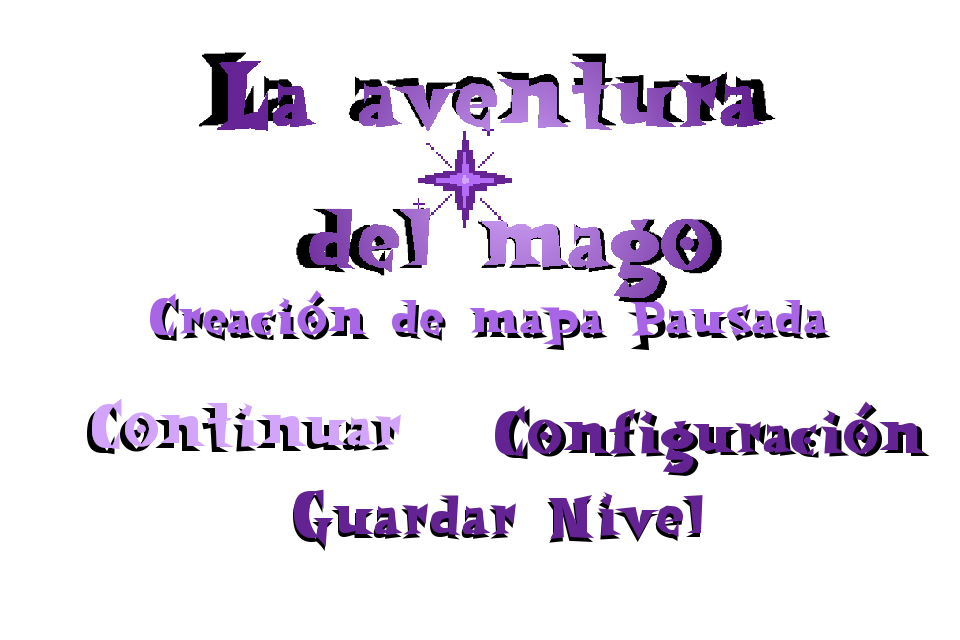 La aventura
del mago
Creación de mapa Pausada
Continuar Configuración
Guardar Nivel